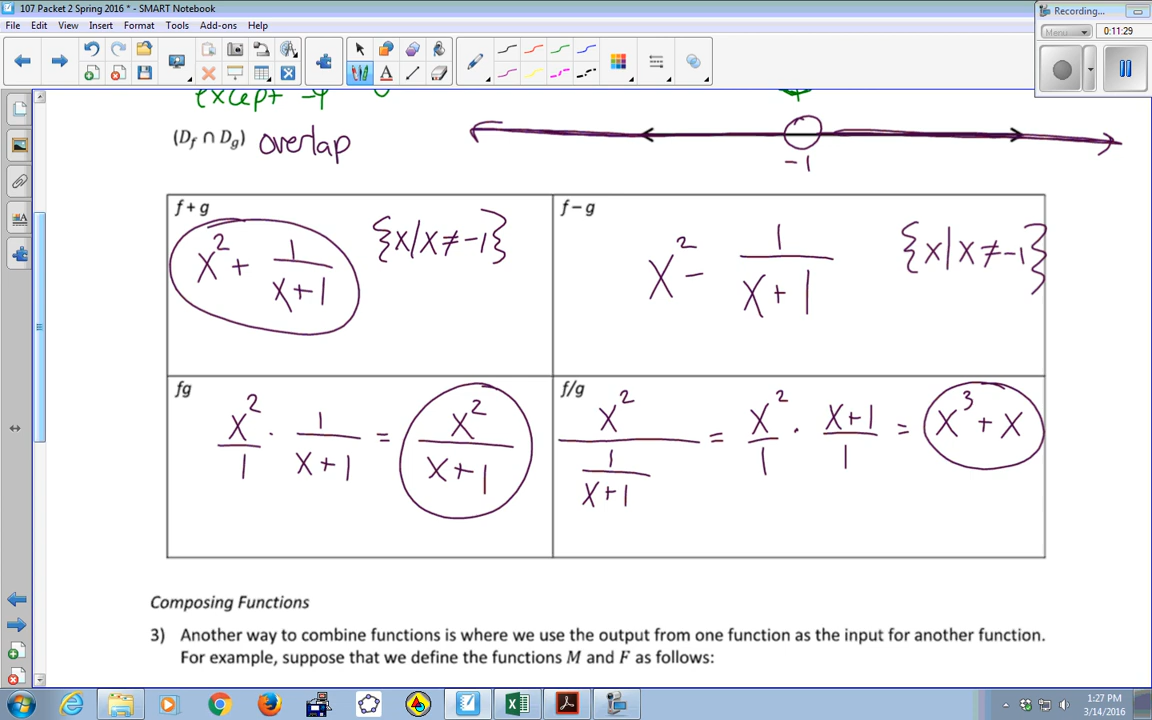 107 Packet 2 Spring 2016 * - SMART Notebook
File Edit View Insert Format Tools Add-ons Help
Recording...
Menu
0:11:29
except -4
(D_f ∩ D_g) overlap
-1
f + g
x² + 1/(x+1) {x|x≠-1}
f − g
x² − 1/(x+1) {x|x≠-1}
fg
x²/1 · 1/(x+1) = x²/(x+1)
f/g
x²/(1/(x+1)) = x²/1 · (x+1)/1 = x³ + x
Composing Functions
3) Another way to combine functions is where we use the output from one function as the input for another function.
For example, suppose that we define the functions M and F as follows:
1:27 PM
3/14/2016